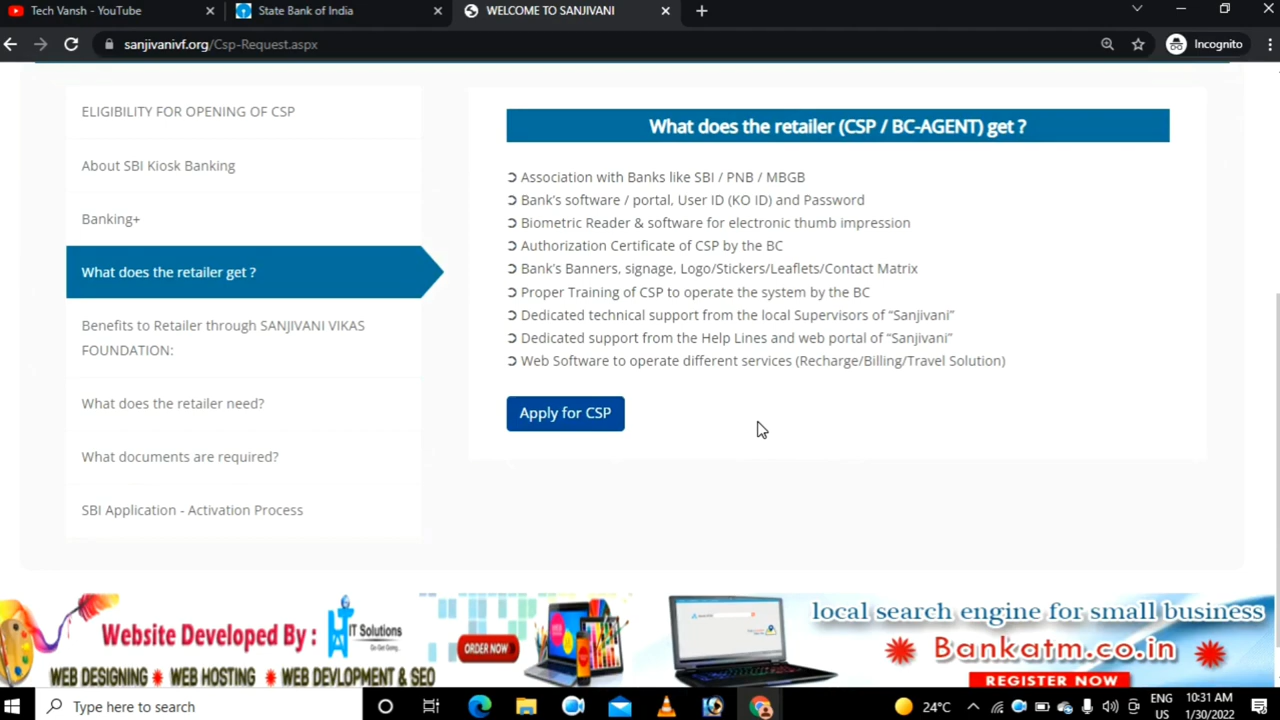 Tech Vansh - YouTube
State Bank of India
WELCOME TO SANJIVANI
sanjivanivf.org/Csp-Request.aspx
Incognito
ELIGIBILITY FOR OPENING OF CSP
About SBI Kiosk Banking
Banking+
What does the retailer get ?
Benefits to Retailer through SANJIVANI VIKAS
FOUNDATION:
What does the retailer need?
What documents are required?
SBI Application - Activation Process
What does the retailer (CSP / BC-AGENT) get ?
➲ Association with Banks like SBI / PNB / MBGB
➲ Bank’s software / portal, User ID (KO ID) and Password
➲ Biometric Reader & software for electronic thumb impression
➲ Authorization Certificate of CSP by the BC
➲ Bank’s Banners, signage, Logo/Stickers/Leaflets/Contact Matrix
➲ Proper Training of CSP to operate the system by the BC
➲ Dedicated technical support from the local Supervisors of “Sanjivani”
➲ Dedicated support from the Help Lines and web portal of “Sanjivani”
➲ Web Software to operate different services (Recharge/Billing/Travel Solution)
Apply for CSP
Website Developed By :
IT Solutions
ORDER NOW
WEB DESIGNING ✹ WEB HOSTING ✹ WEB DEVLOPMENT & SEO
local search engine for small business
Bankatm.co.in
REGISTER NOW
Type here to search
24°C
ENG
US
10:31 AM
1/30/2022